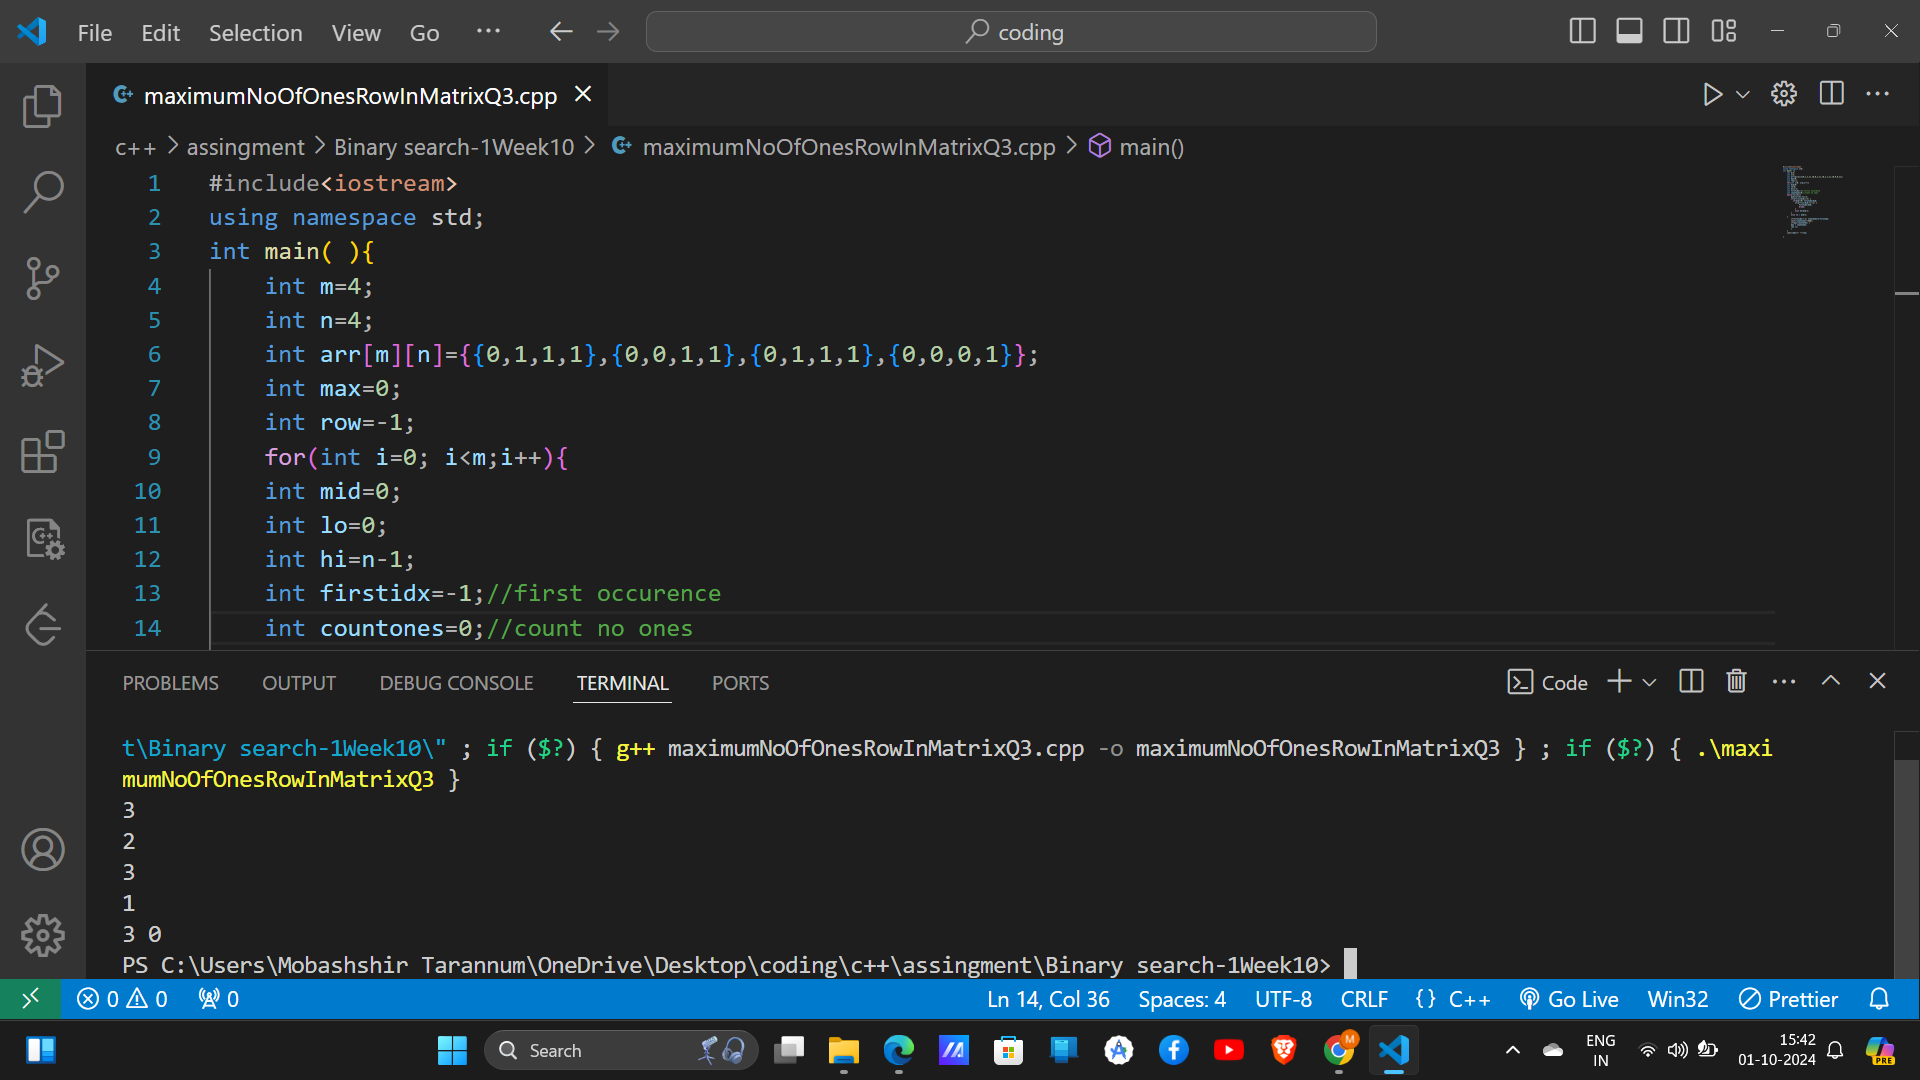 File Edit Selection View Go ··· coding
maximumNoOfOnesRowInMatrixQ3.cpp
c++ > assingment > Binary search-1Week10 > maximumNoOfOnesRowInMatrixQ3.cpp > main()
1 #include<iostream>
2 using namespace std;
3 int main( ){
4 int m=4;
5 int n=4;
6 int arr[m][n]={{0,1,1,1},{0,0,1,1},{0,1,1,1},{0,0,0,1}};
7 int max=0;
8 int row=-1;
9 for(int i=0; i<m;i++){
10 int mid=0;
11 int lo=0;
12 int hi=n-1;
13 int firstidx=-1;//first occurence
14 int countones=0;//count no ones
PROBLEMS OUTPUT DEBUG CONSOLE TERMINAL PORTS Code
t\Binary search-1Week10\" ; if ($?) { g++ maximumNoOfOnesRowInMatrixQ3.cpp -o maximumNoOfOnesRowInMatrixQ3 } ; if ($?) { .\maxi
mumNoOfOnesRowInMatrixQ3 }
3
2
3
1
3 0
PS C:\Users\Mobashshir Tarannum\OneDrive\Desktop\coding\c++\assingment\Binary search-1Week10>
0 0 0 Ln 14, Col 36 Spaces: 4 UTF-8 CRLF {} C++ Go Live Win32 Prettier
Search M ENG 15:42
IN 01-10-2024 PRE